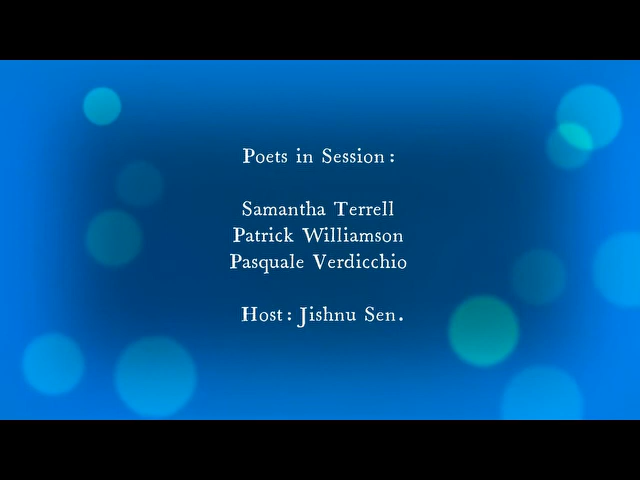 Poets in Session:
Samantha Terrell
Patrick Williamson
Pasquale Verdicchio
Host: Jishnu Sen.